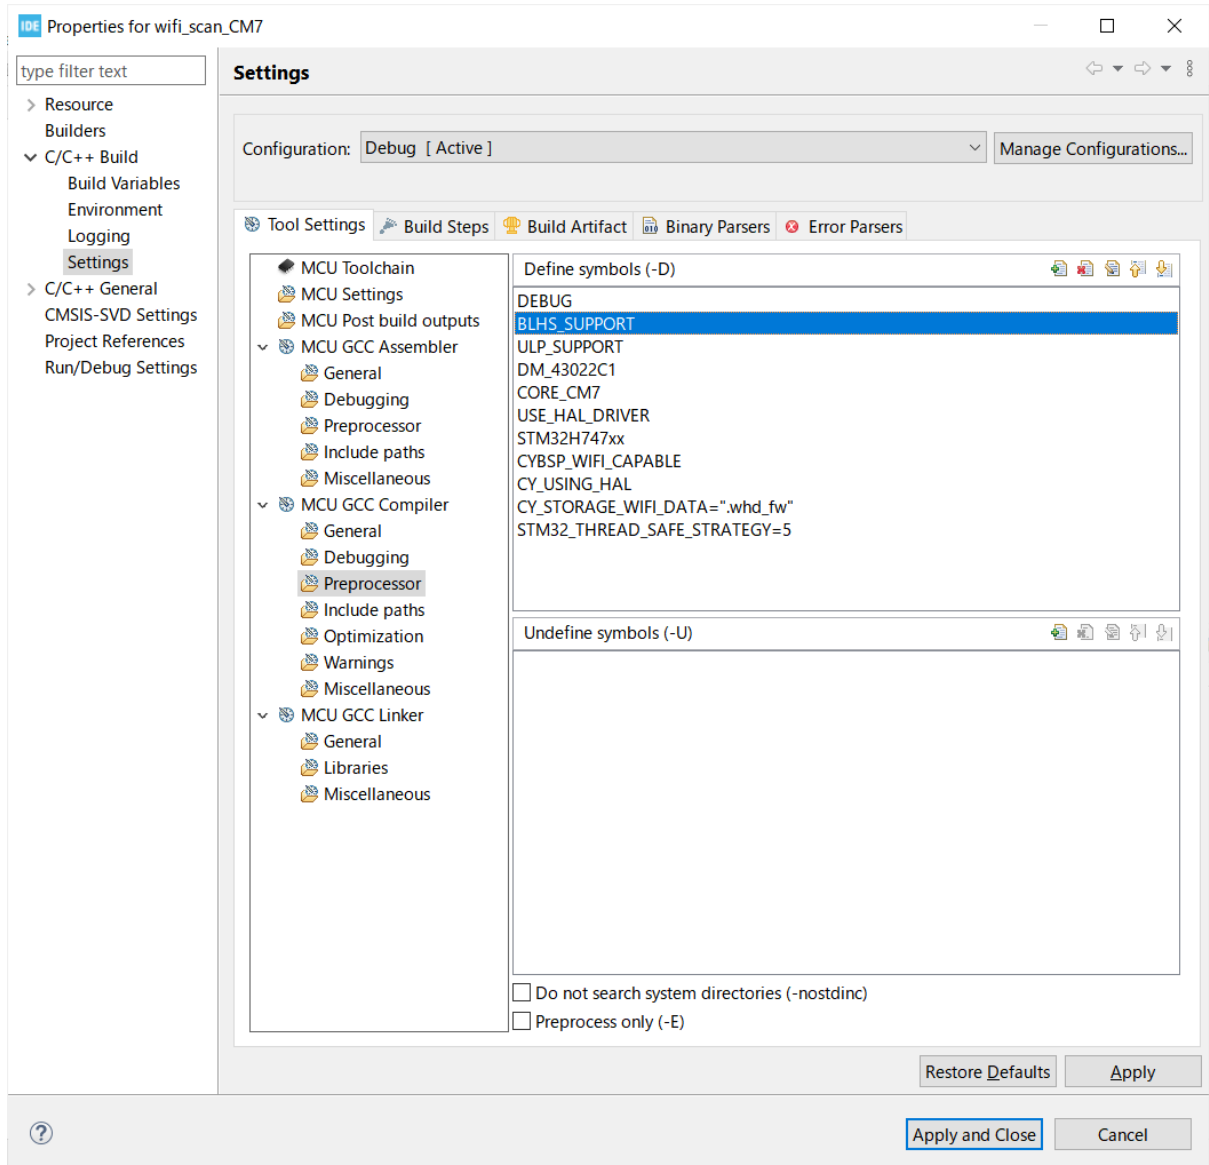 IDE Properties for wifi_scan_CM7
type filter text
Resource
Builders
C/C++ Build
Build Variables
Environment
Logging
Settings
C/C++ General
CMSIS-SVD Settings
Project References
Run/Debug Settings
Settings
Configuration: Debug [ Active ] Manage Configurations...
Tool Settings Build Steps Build Artifact Binary Parsers Error Parsers
MCU Toolchain
MCU Settings
MCU Post build outputs
MCU GCC Assembler
General
Debugging
Preprocessor
Include paths
Miscellaneous
MCU GCC Compiler
General
Debugging
Preprocessor
Include paths
Optimization
Warnings
Miscellaneous
MCU GCC Linker
General
Libraries
Miscellaneous
Define symbols (-D)
DEBUG
BLHS_SUPPORT
ULP_SUPPORT
DM_43022C1
CORE_CM7
USE_HAL_DRIVER
STM32H747xx
CYBSP_WIFI_CAPABLE
CY_USING_HAL
CY_STORAGE_WIFI_DATA=".whd_fw"
STM32_THREAD_SAFE_STRATEGY=5
Undefine symbols (-U)
Do not search system directories (-nostdinc)
Preprocess only (-E)
Restore Defaults Apply
? Apply and Close Cancel